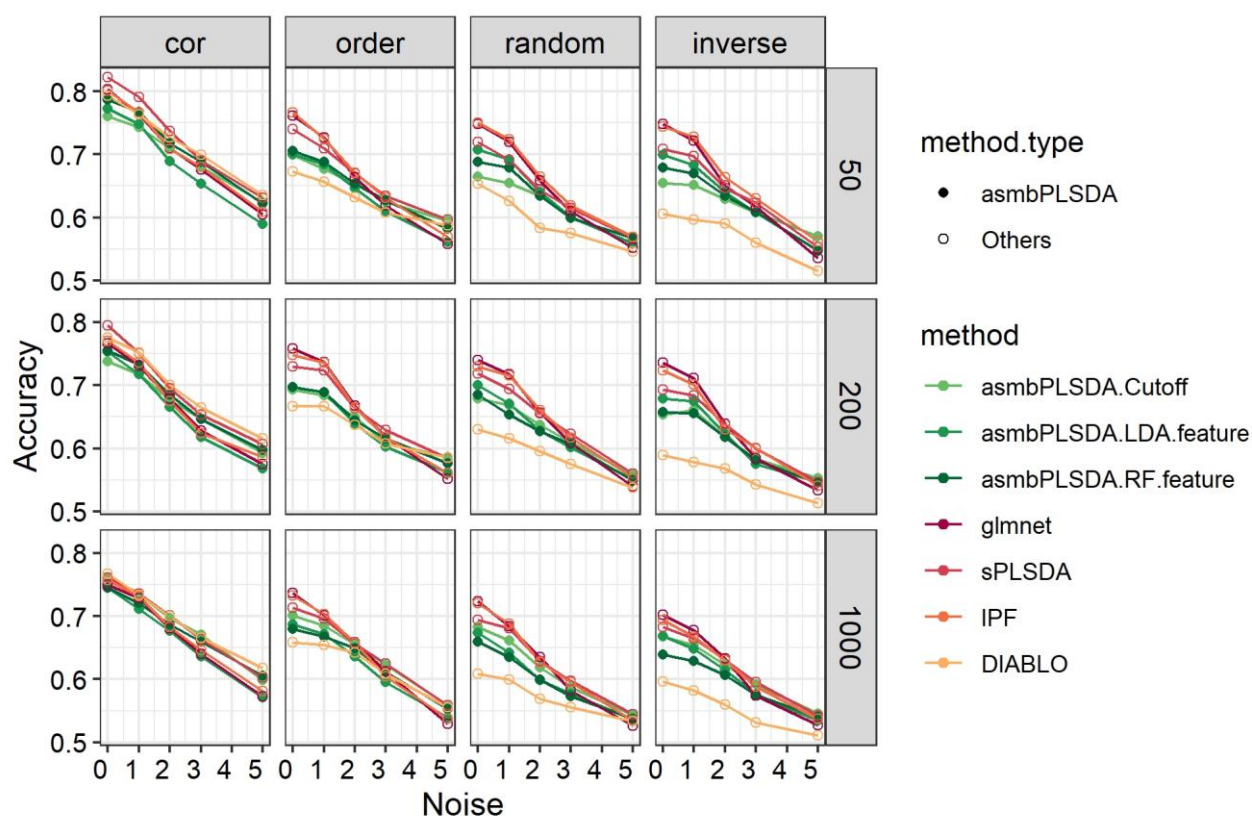 cor order random inverse
0.8
0.7
0.6
0.5
50
0.8
0.7
0.6
0.5
200
0.8
0.7
0.6
0.5
1000
0 1 2 3 4 5 0 1 2 3 4 5 0 1 2 3 4 5 0 1 2 3 4 5
Accuracy
Noise
method.type
asmbPLSDA
Others
method
asmbPLSDA.Cutoff
asmbPLSDA.LDA.feature
asmbPLSDA.RF.feature
glmnet
sPLSDA
IPF
DIABLO